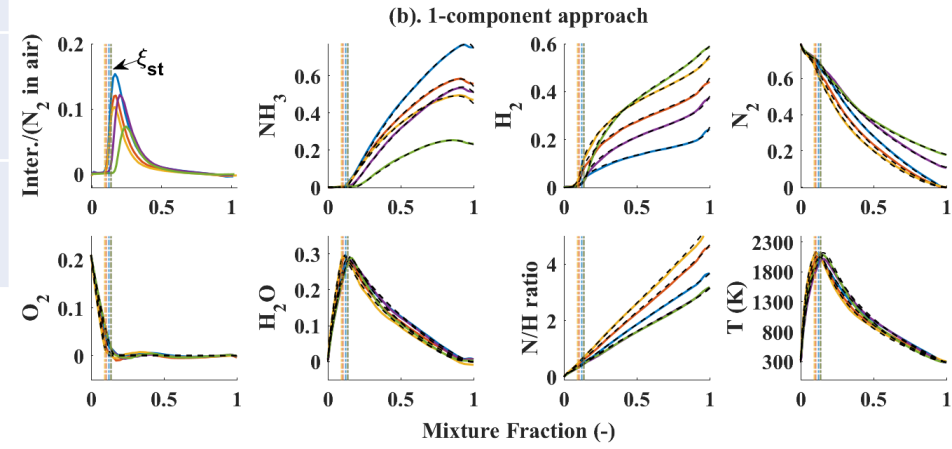 (b). 1-component approach
Inter./(N2 in air)
0.2
0.1
0
ξst
0 0.5 1
NH3
0.6
0.4
0.2
0
0 0.5 1
H2
0.6
0.4
0.2
0
0 0.5 1
N2
0.6
0.4
0.2
0
0 0.5 1
O2
0.2
0.1
0
0 0.5 1
H2O
0.3
0.2
0.1
0
0 0.5 1
N/H ratio
4
2
0
0 0.5 1
T (K)
2300
1800
1300
800
300
0 0.5 1
Mixture Fraction (-)